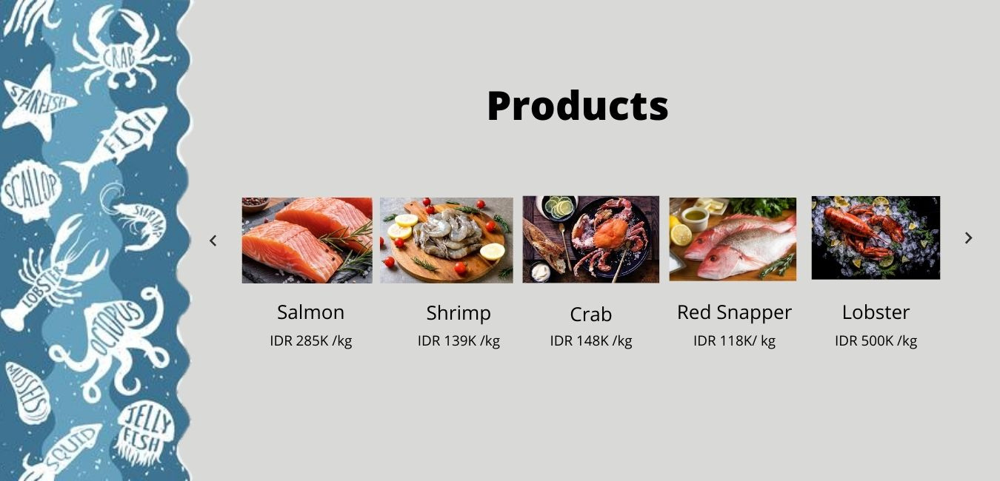 CRAB
STARFISH
FISH
SCALLOP
SHRIMP
LOBSTER
OCTOPUS
MUSSELS
JELLY
FISH
SQUID
Products
Salmon
IDR 285K /kg
Shrimp
IDR 139K /kg
Crab
IDR 148K /kg
Red Snapper
IDR 118K/ kg
Lobster
IDR 500K /kg